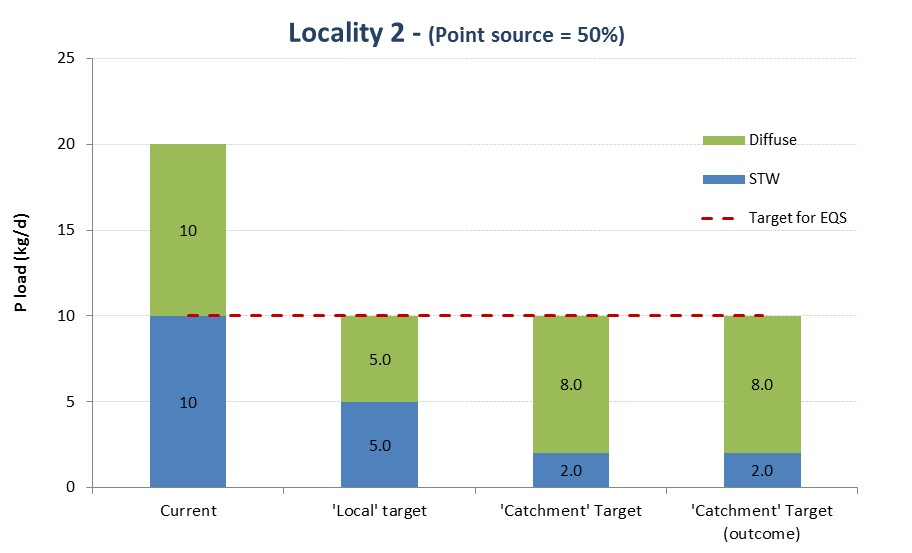 Locality 2 - (Point source = 50%)
P load (kg/d)
25
20
15
10
5
0
Diffuse
STW
Target for EQS
10
10
5.0
5.0
8.0
2.0
8.0
2.0
Current
'Local' target
'Catchment' Target
'Catchment' Target
(outcome)